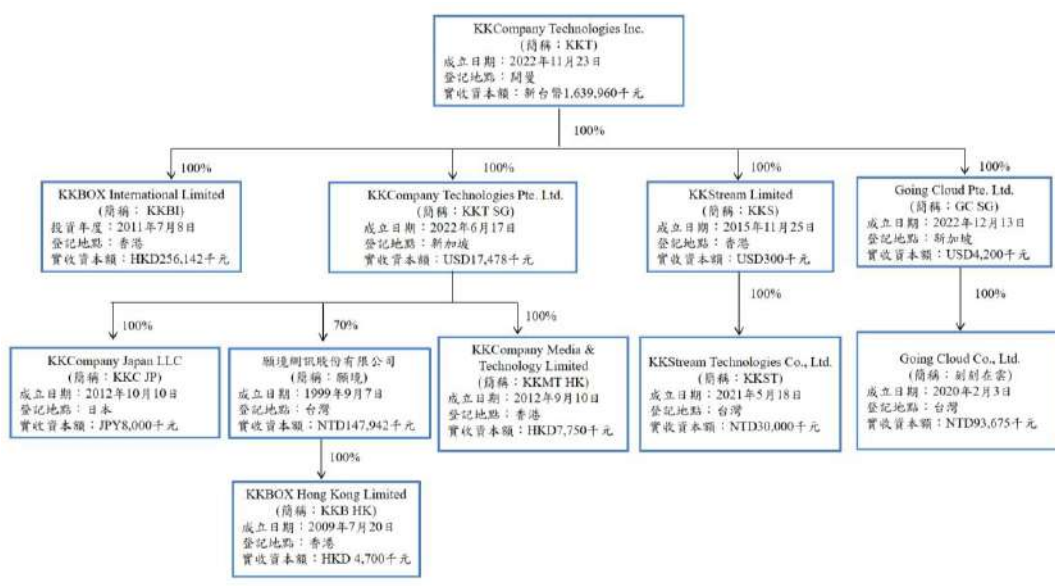 KKCompany Technologies Inc.
(簡稱：KKT)
成立日期：2022年11月23日
登記地點：開曼
實收資本額：新台幣1,639,960千元
100%
100%
100%
100%
100%
KKBOX International Limited
(簡稱： KKBI)
投資年度：2011年7月8日
登記地點：香港
實收資本額：HKD256,142千元
KKCompany Technologies Pte. Ltd.
(簡稱：KKT SG)
成立日期：2022年6月17日
登記地點：新加坡
實收資本額：USD17,478千元
KKStream Limited
(簡稱：KKS)
成立日期：2015年11月25日
登記地點：香港
實收資本額：USD300千元
Going Cloud Pte. Ltd.
(簡稱：GC SG)
成立日期：2022年12月13日
登記地點：新加坡
實收資本額：USD4,200千元
100%
70%
100%
100%
100%
KKCompany Japan LLC
(簡稱：KKC JP)
成立日期：2012年10月10日
登記地點：日本
實收資本額：JPY8,000千元
願境網訊股份有限公司
(簡稱：願境)
成立日期：1999年9月7日
登記地點：台灣
實收資本額：NTD147,942千元
KKCompany Media &
Technology Limited
(簡稱：KKMT HK)
成立日期：2012年9月10日
登記地點：香港
實收資本額：HKD7,750千元
KKStream Technologies Co., Ltd.
(簡稱：KKST)
成立日期：2021年5月18日
登記地點：台灣
實收資本額：NTD30,000千元
Going Cloud Co., Ltd.
(簡稱：刻刻在雲)
成立日期：2020年2月3日
登記地點：台灣
實收資本額：NTD93,675千元
100%
KKBOX Hong Kong Limited
(簡稱：KKB HK)
成立日期：2009年7月20日
登記地點：香港
實收資本額：HKD 4,700千元